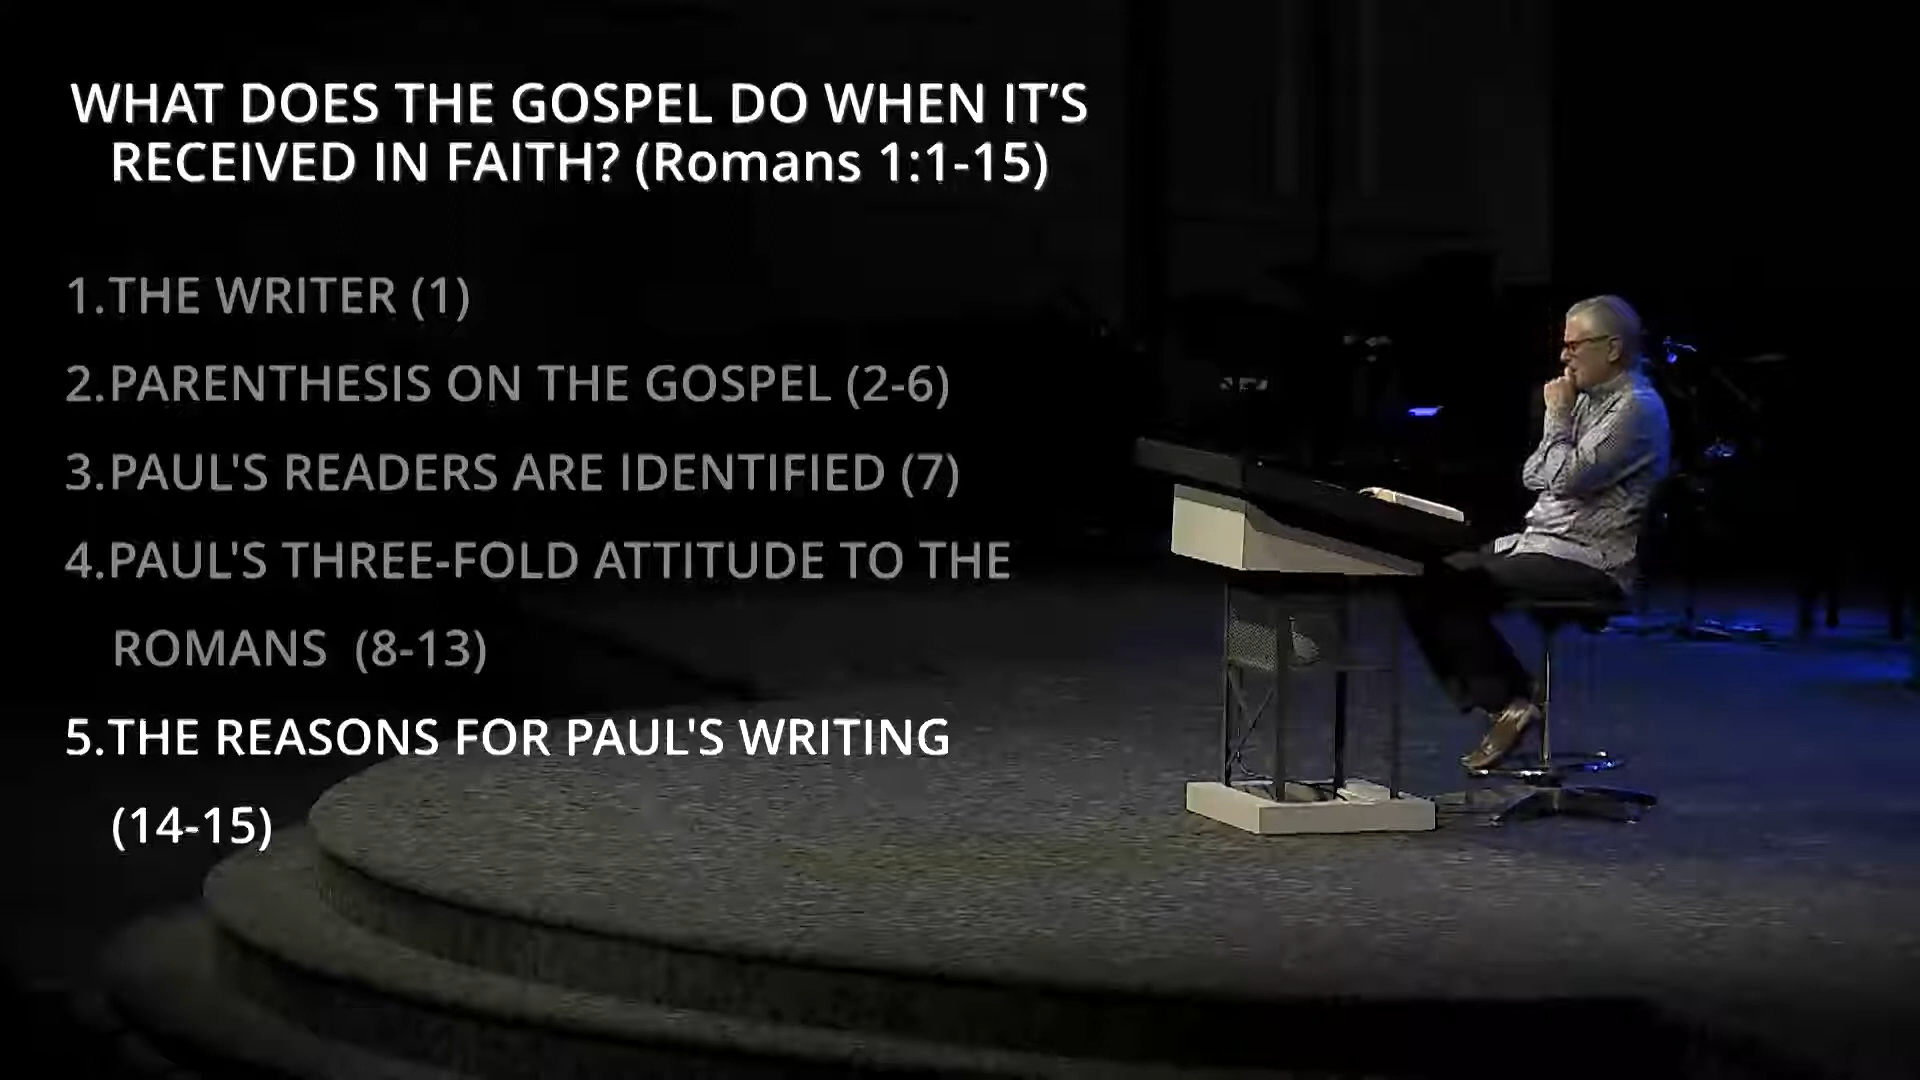 WHAT DOES THE GOSPEL DO WHEN IT’S
RECEIVED IN FAITH? (Romans 1:1-15)
1.THE WRITER (1)
2.PARENTHESIS ON THE GOSPEL (2-6)
3.PAUL'S READERS ARE IDENTIFIED (7)
4.PAUL'S THREE-FOLD ATTITUDE TO THE
ROMANS (8-13)
5.THE REASONS FOR PAUL'S WRITING
(14-15)